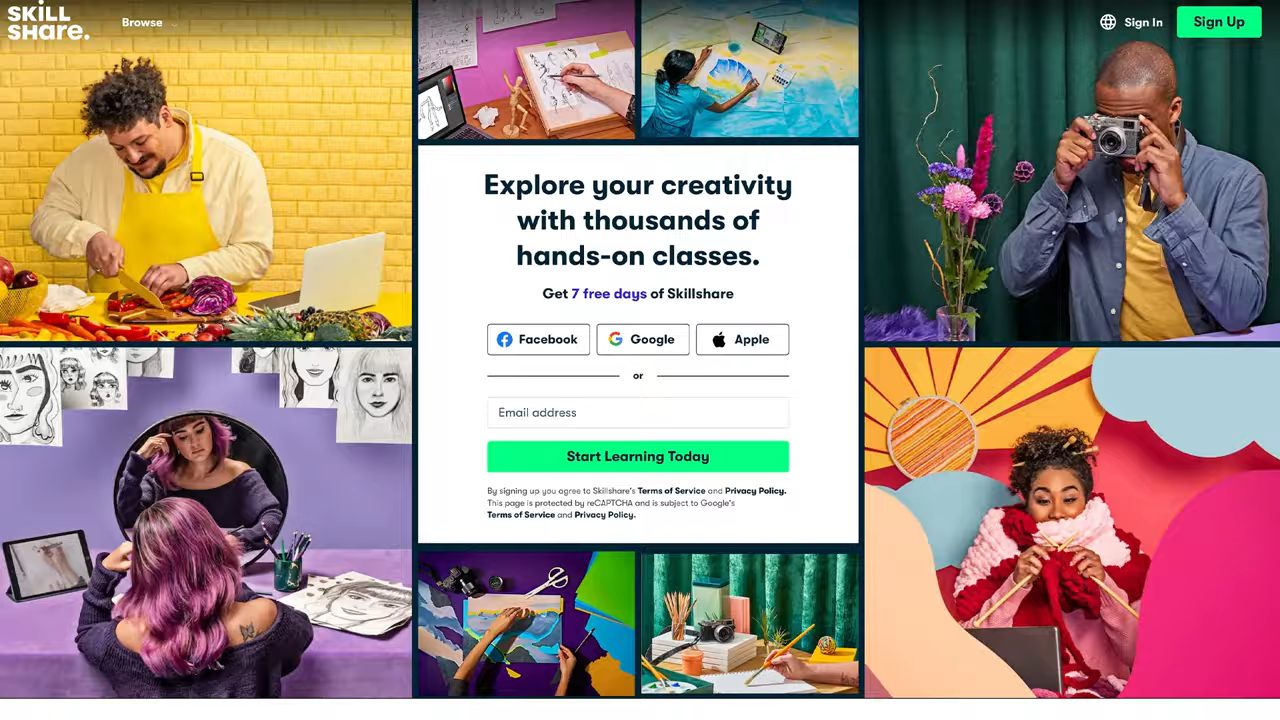 SKILL
SHARE.
Browse
Sign In
Sign Up
Explore your creativity
with thousands of
hands-on classes.
Get 7 free days of Skillshare
Facebook
Google
Apple
or
Email address
Start Learning Today
By signing up you agree to Skillshare's Terms of Service and Privacy Policy.
This page is protected by reCAPTCHA and is subject to Google's
Terms of Service and Privacy Policy.